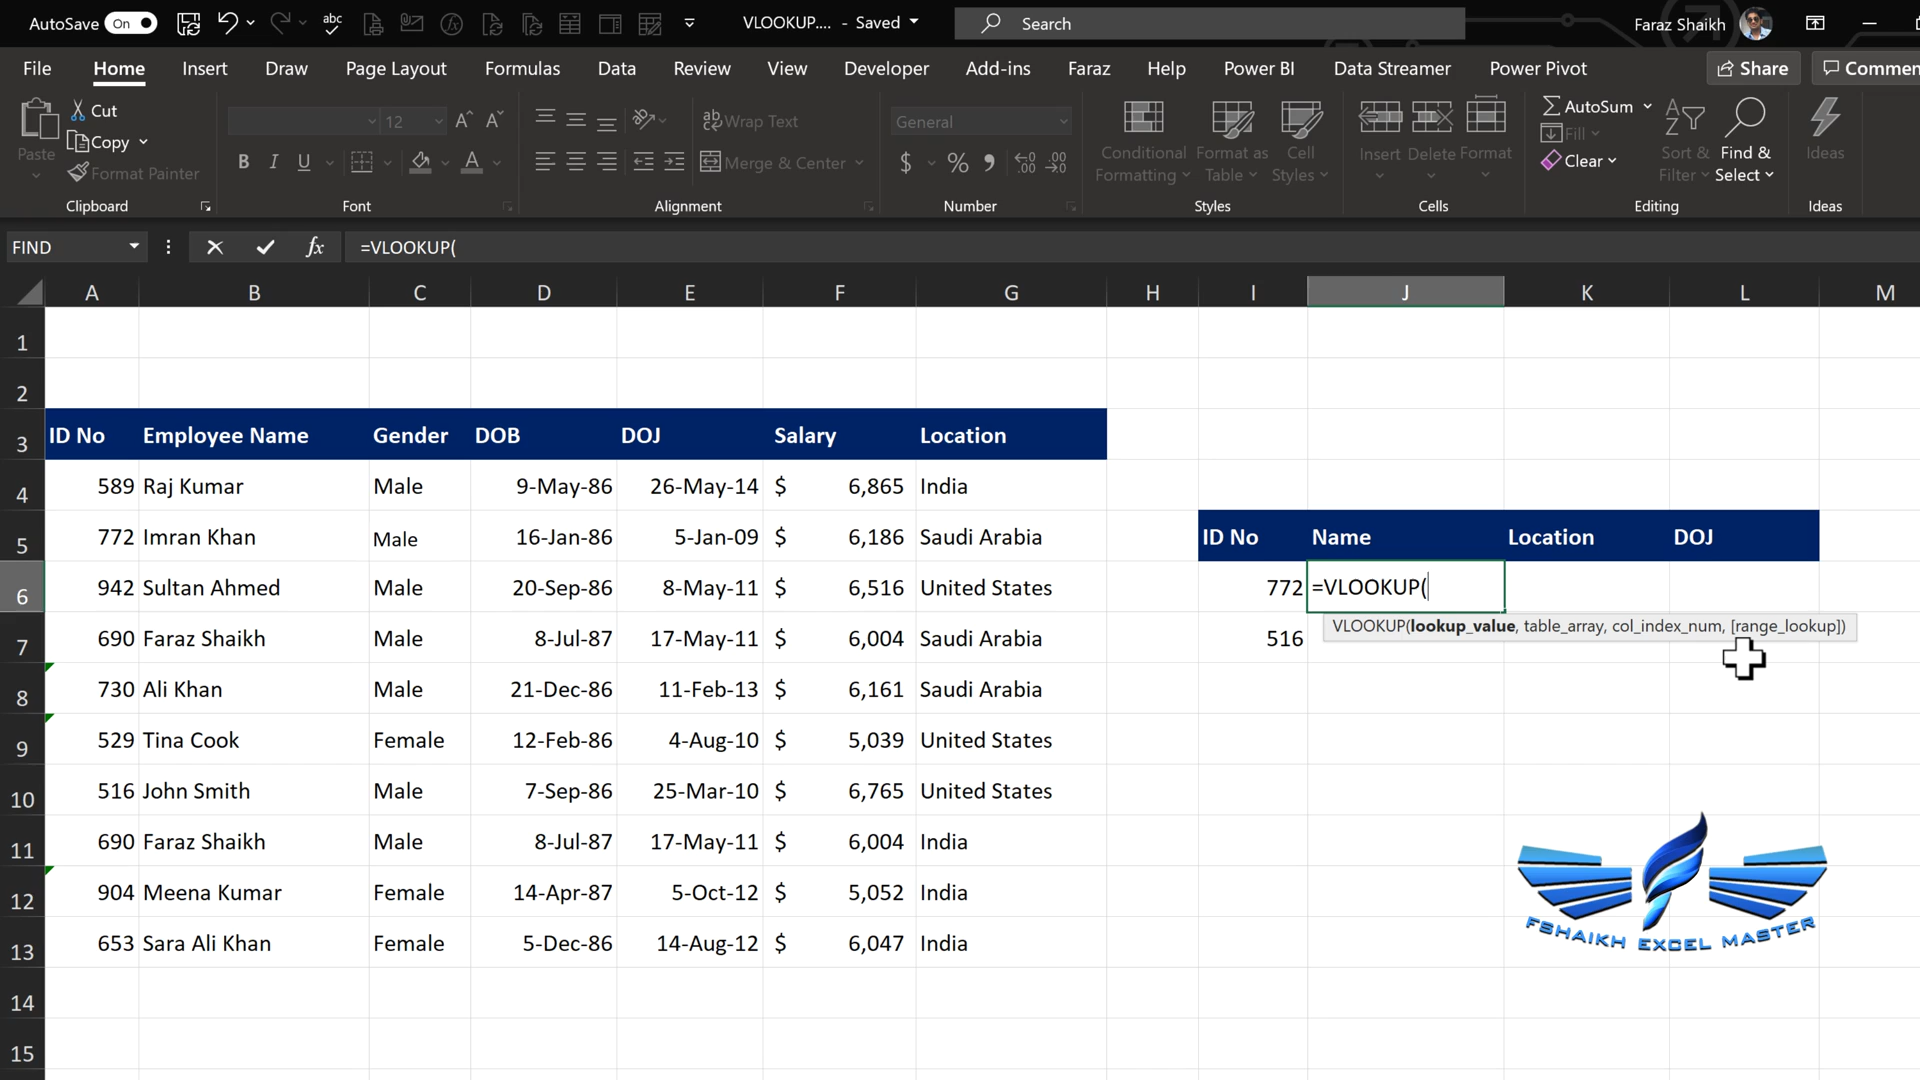 AutoSave On abc VLOOKUP.... - Saved Search Faraz Shaikh
File Home Insert Draw Page Layout Formulas Data Review View Developer Add-ins Faraz Help Power BI Data Streamer Power Pivot Share Commen
Paste Cut Copy Format Painter
12 B I U
Wrap Text Merge & Center
General $ % 9
Conditional Formatting Format as Table Cell Styles
Insert Delete Format
AutoSum Fill Clear Sort & Filter Find & Select
Ideas
Clipboard Font Alignment Number Styles Cells Editing Ideas
FIND fx =VLOOKUP(
A B C D E F G H I J K L M
1
2
3 ID No Employee Name Gender DOB DOJ Salary Location
4 589 Raj Kumar Male 9-May-86 26-May-14 $ 6,865 India
5 772 Imran Khan Male 16-Jan-86 5-Jan-09 $ 6,186 Saudi Arabia ID No Name Location DOJ
6 942 Sultan Ahmed Male 20-Sep-86 8-May-11 $ 6,516 United States 772 =VLOOKUP(
VLOOKUP(lookup_value, table_array, col_index_num, [range_lookup])
7 690 Faraz Shaikh Male 8-Jul-87 17-May-11 $ 6,004 Saudi Arabia 516
8 730 Ali Khan Male 21-Dec-86 11-Feb-13 $ 6,161 Saudi Arabia
9 529 Tina Cook Female 12-Feb-86 4-Aug-10 $ 5,039 United States
10 516 John Smith Male 7-Sep-86 25-Mar-10 $ 6,765 United States
11 690 Faraz Shaikh Male 8-Jul-87 17-May-11 $ 6,004 India
12 904 Meena Kumar Female 14-Apr-87 5-Oct-12 $ 5,052 India
FSHAIKH EXCEL MASTER
13 653 Sara Ali Khan Female 5-Dec-86 14-Aug-12 $ 6,047 India
14
15